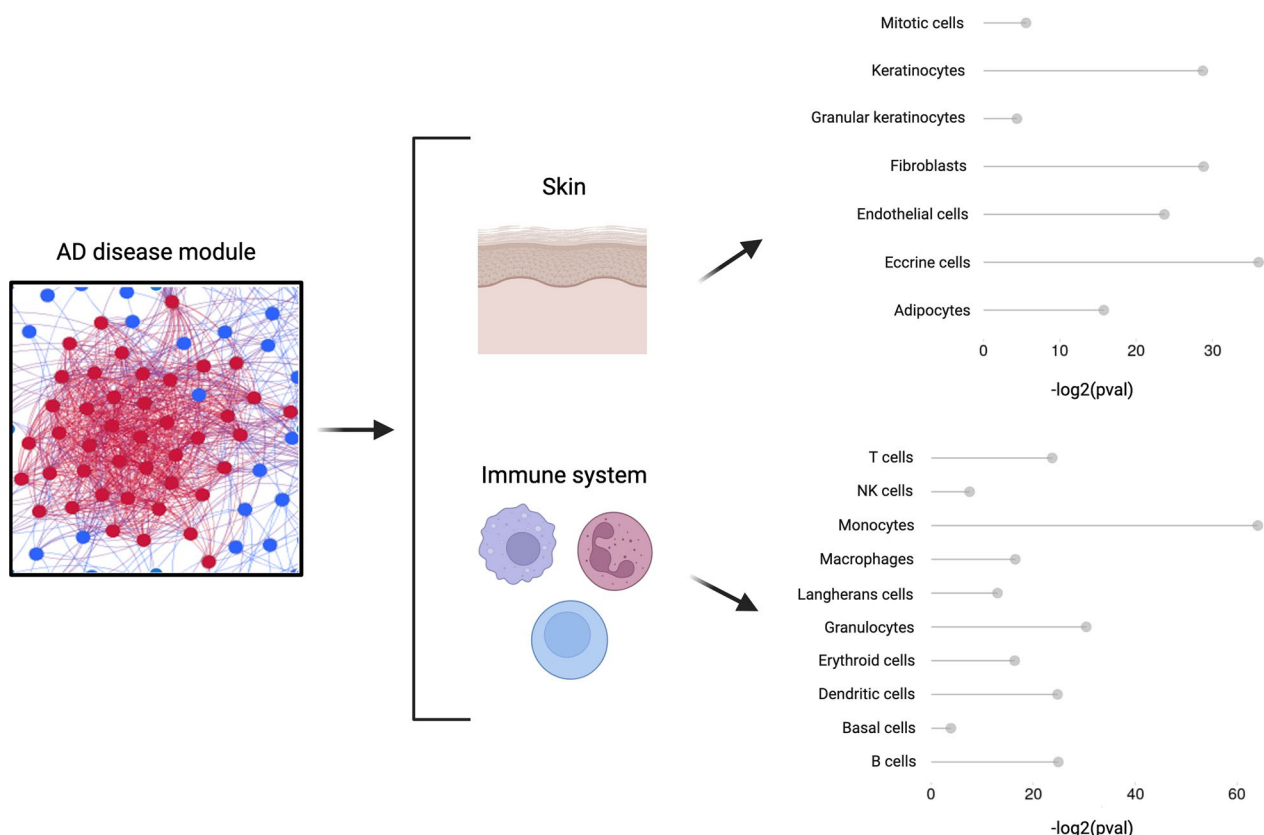 AD disease module
Skin
Immune system
Mitotic cells
Keratinocytes
Granular keratinocytes
Fibroblasts
Endothelial cells
Eccrine cells
Adipocytes
0 10 20 30
-log2(pval)
T cells
NK cells
Monocytes
Macrophages
Langherans cells
Granulocytes
Erythroid cells
Dendritic cells
Basal cells
B cells
0 20 40 60
-log2(pval)